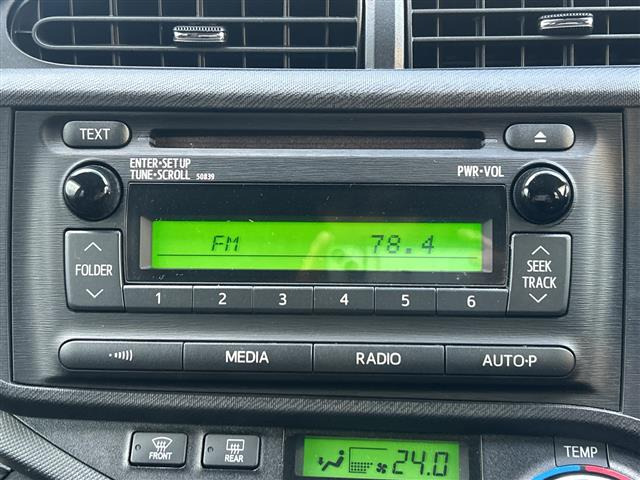 TEXT
ENTER•SETUP
TUNE•SCROLL 50839
PWR•VOL
FM 78.4
FOLDER
SEEK
TRACK
1 2 3 4 5 6
MEDIA RADIO AUTO•P
FRONT REAR 24.0 TEMP